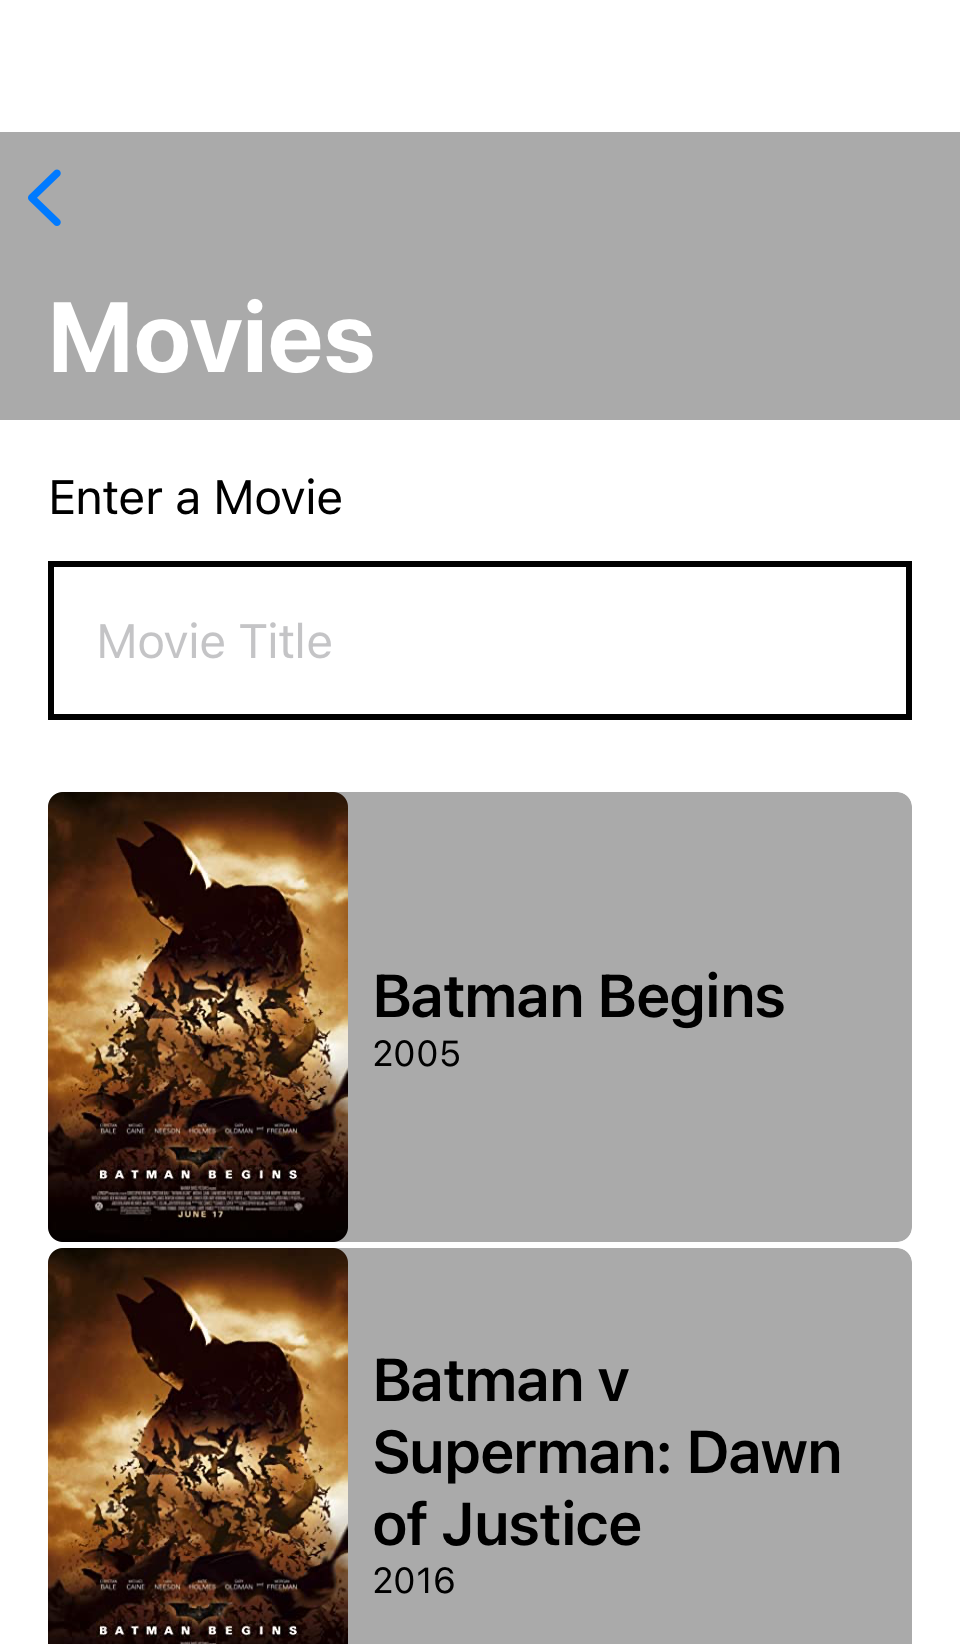 Movies
Enter a Movie
Movie Title
Batman Begins
2005
BALE CAINE NEESON HOLMES OLDMAN FREEMAN
BATMAN BEGINS
JUNE 17
Batman v
Superman: Dawn
of Justice
2016
BALE CAINE NEESON HOLMES OLDMAN FREEMAN
BATMAN BEGINS